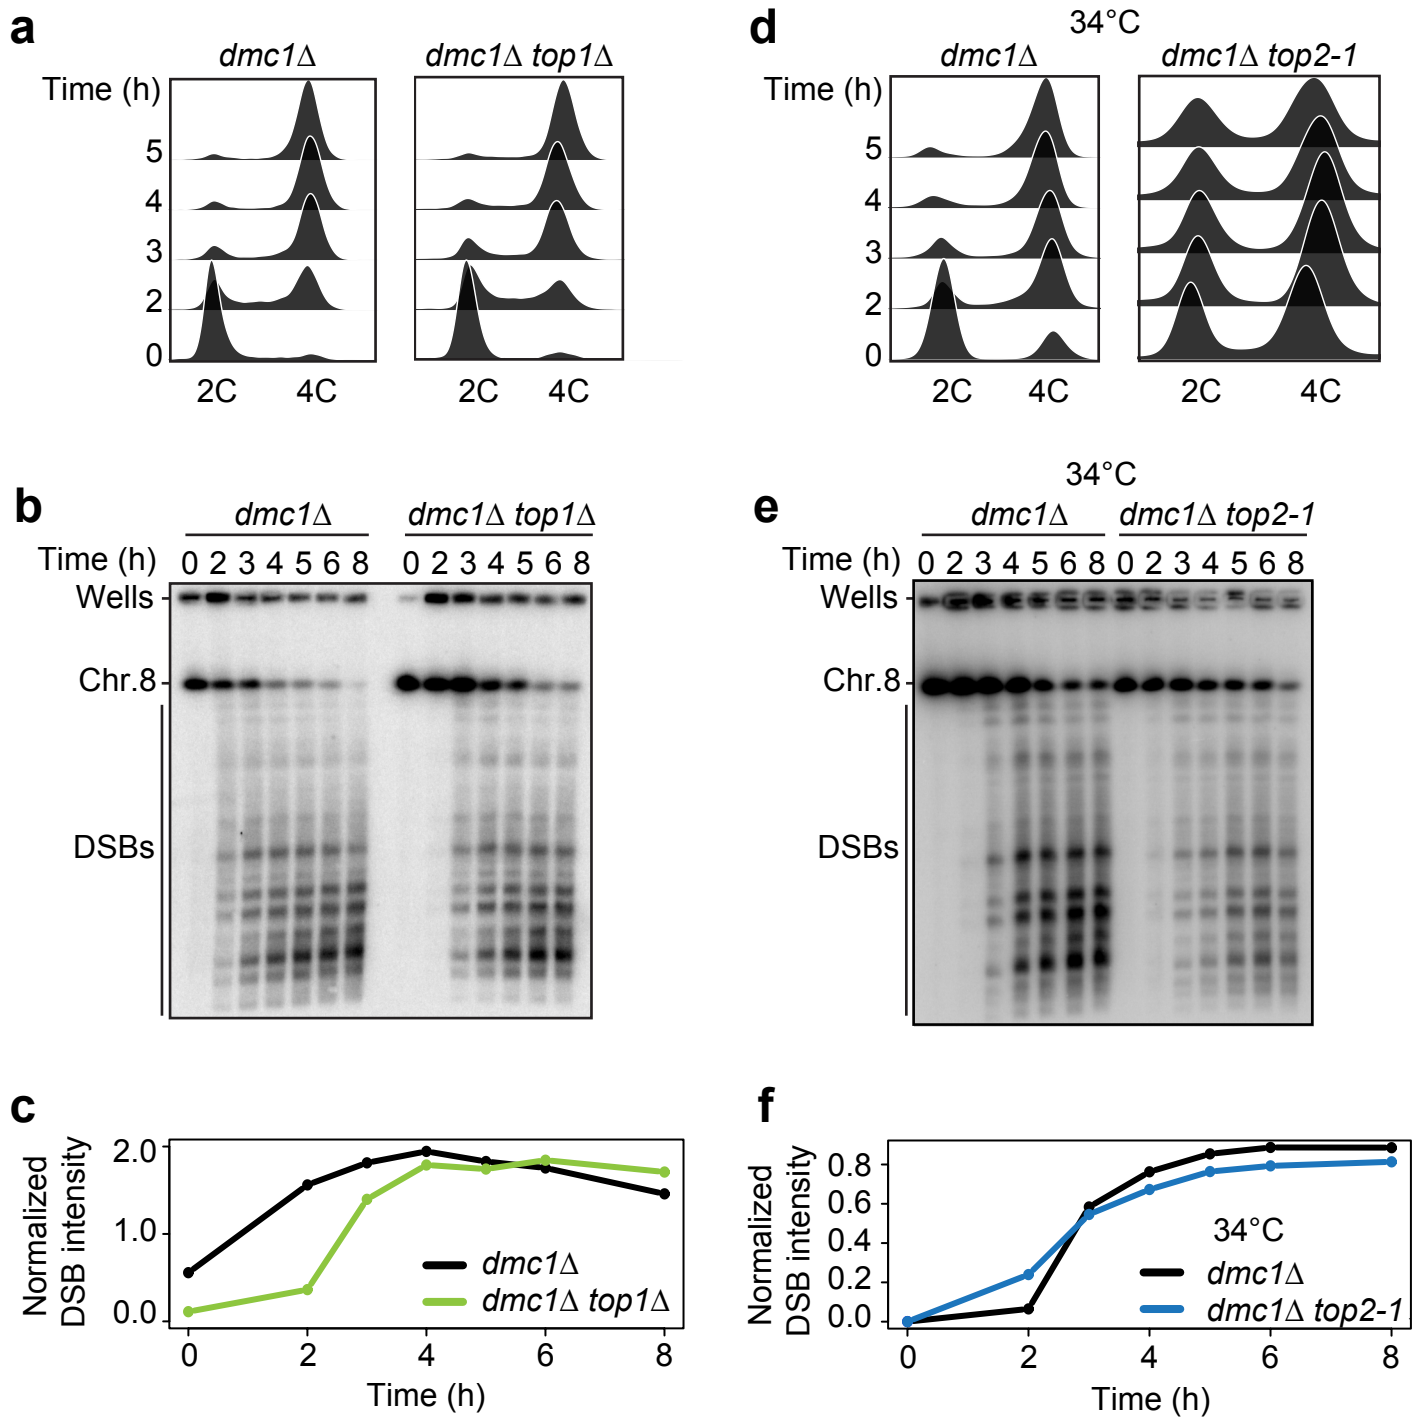 a
dmc1Δ
dmc1Δ top1Δ
Time (h)
5
4
3
2
0
2C 4C
2C 4C
d
34°C
dmc1Δ
dmc1Δ top2-1
Time (h)
5
4
3
2
0
2C 4C
2C 4C
b
dmc1Δ
dmc1Δ top1Δ
Time (h) 0 2 3 4 5 6 8 0 2 3 4 5 6 8
Wells
Chr.8
DSBs
e
34°C
dmc1Δ
dmc1Δ top2-1
Time (h) 0 2 3 4 5 6 8 0 2 3 4 5 6 8
Wells
Chr.8
DSBs
c
Normalized
DSB intensity
2.0
1.0
0.0
dmc1Δ
dmc1Δ top1Δ
0 2 4 6 8
Time (h)
f
Normalized
DSB intensity
0.8
0.6
0.4
0.2
0.0
34°C
dmc1Δ
dmc1Δ top2-1
0 2 4 6 8
Time (h)